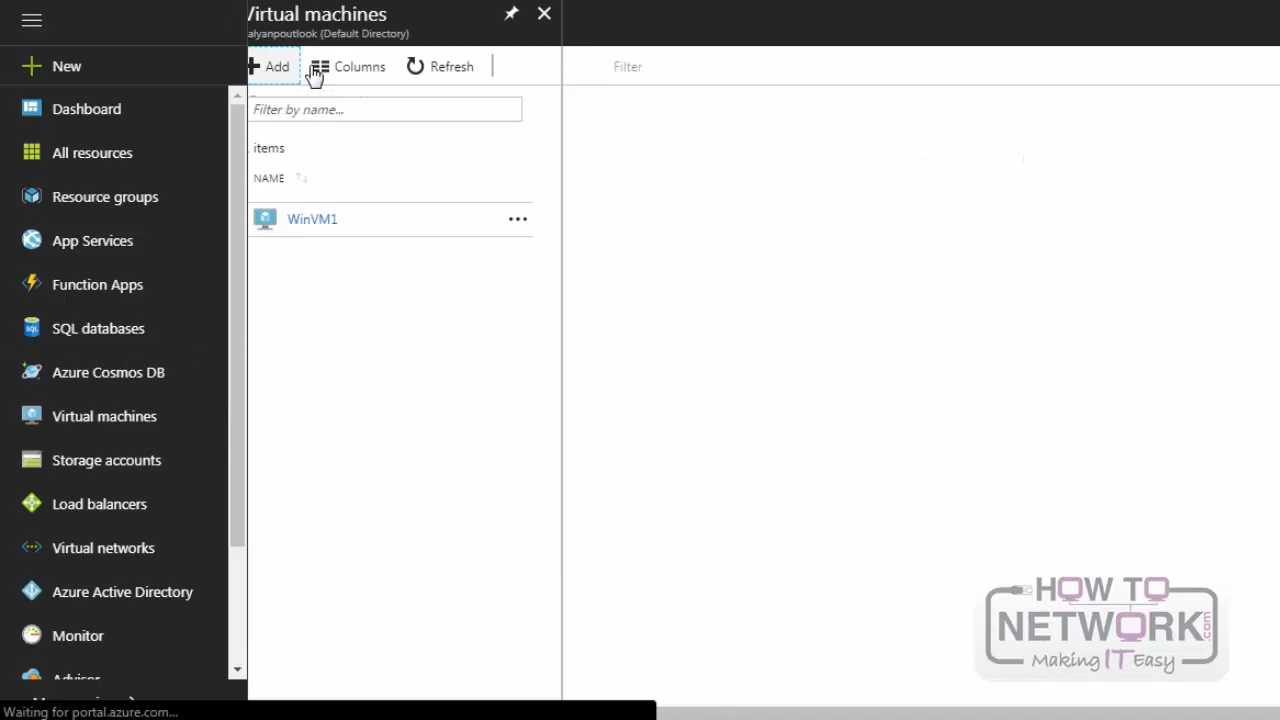 Virtual machines
alyanpoutlook (Default Directory)
New
Add
Columns
Refresh
Filter
Dashboard
Filter by name...
All resources
items
NAME
Resource groups
WinVM1
App Services
Function Apps
SQL databases
Azure Cosmos DB
Virtual machines
Storage accounts
Load balancers
Virtual networks
Azure Active Directory
Monitor
Advisor
HOW TO
NETWORK.com
Making IT Easy
Waiting for portal.azure.com...